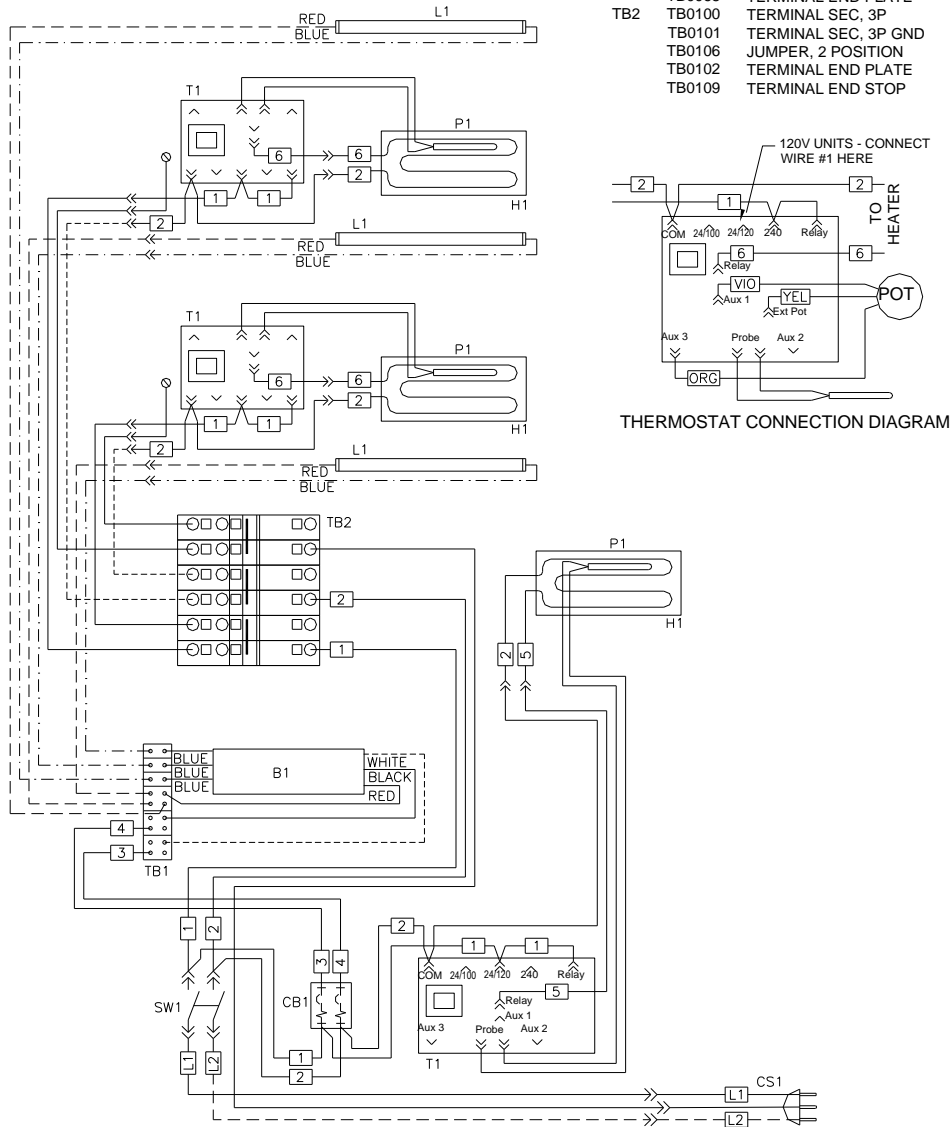 TB2 TB0100 TERMINAL SEC, 3P
TB0101 TERMINAL SEC, 3P GND
TB0106 JUMPER, 2 POSITION
TB0102 TERMINAL END PLATE
TB0109 TERMINAL END STOP
L1
RED
BLUE
T1
6
6
2
1
1
2
P1
H1
L1
RED
BLUE
T1
6
6
2
1
1
2
P1
H1
L1
RED
BLUE
120V UNITS - CONNECT
WIRE #1 HERE
2
1
2
TO
HEATER
COM 24/100 24/120 240 Relay
6
6
Relay
VIO
Aux 1
YEL
Ext Pot
POT
Aux 3 Probe Aux 2
ORG
THERMOSTAT CONNECTION DIAGRAM
TB2
2
1
P1
H1
2
5
BLUE
BLUE
BLUE
B1
WHITE
BLACK
RED
4
3
TB1
1
2
3
4
SW1
CB1
1
2
L1
L2
2
1
1
COM 24/100 24/120 240 Relay
5
Relay
Aux 1
Aux 3 Probe Aux 2
T1
CS1
L1
L2